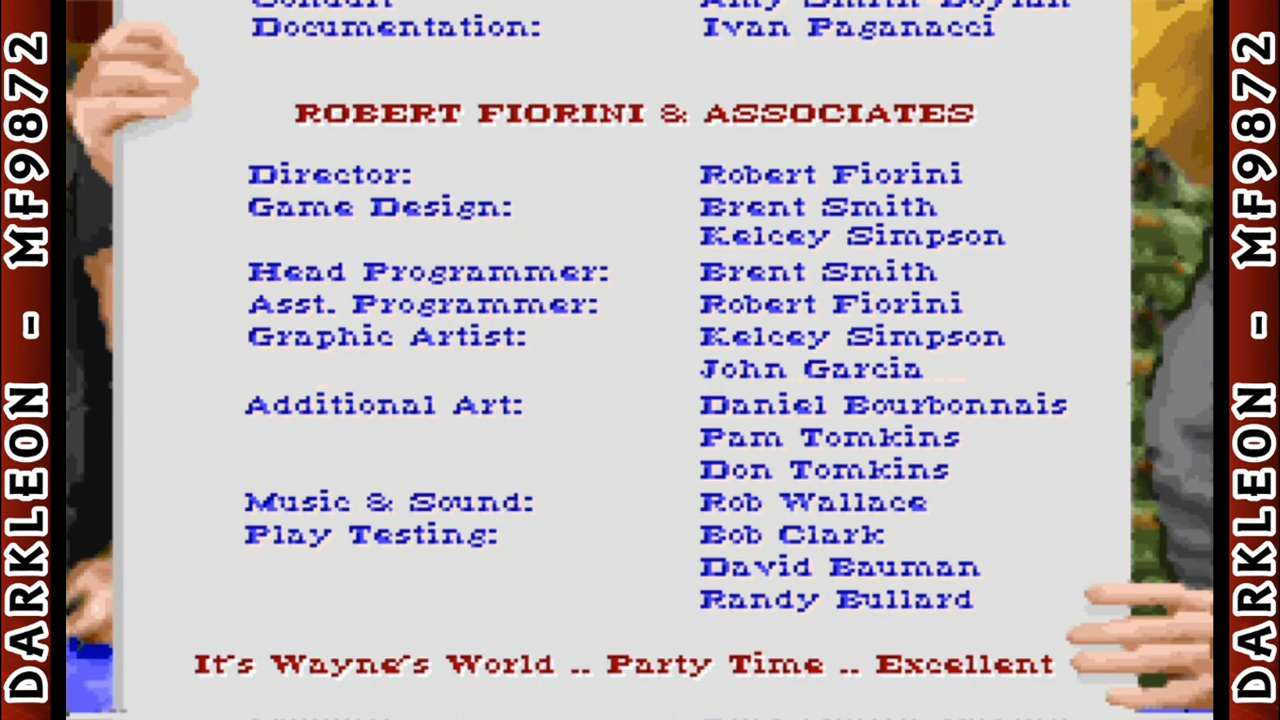 Documentation: Ivan Paganacci
ROBERT FIORINI & ASSOCIATES
Director: Robert Fiorini
Game Design: Brent Smith
Kelcey Simpson
Head Programmer: Brent Smith
Asst. Programmer: Robert Fiorini
Graphic Artist: Kelcey Simpson
John Garcia
Additional Art: Daniel Bourbonnais
Pam Tomkins
Don Tomkins
Music & Sound: Rob Wallace
Play Testing: Bob Clark
David Bauman
Randy Bullard
It's Wayne's World .. Party Time .. Excellent
DARKLEON - MF9872
DARKLEON - MF9872